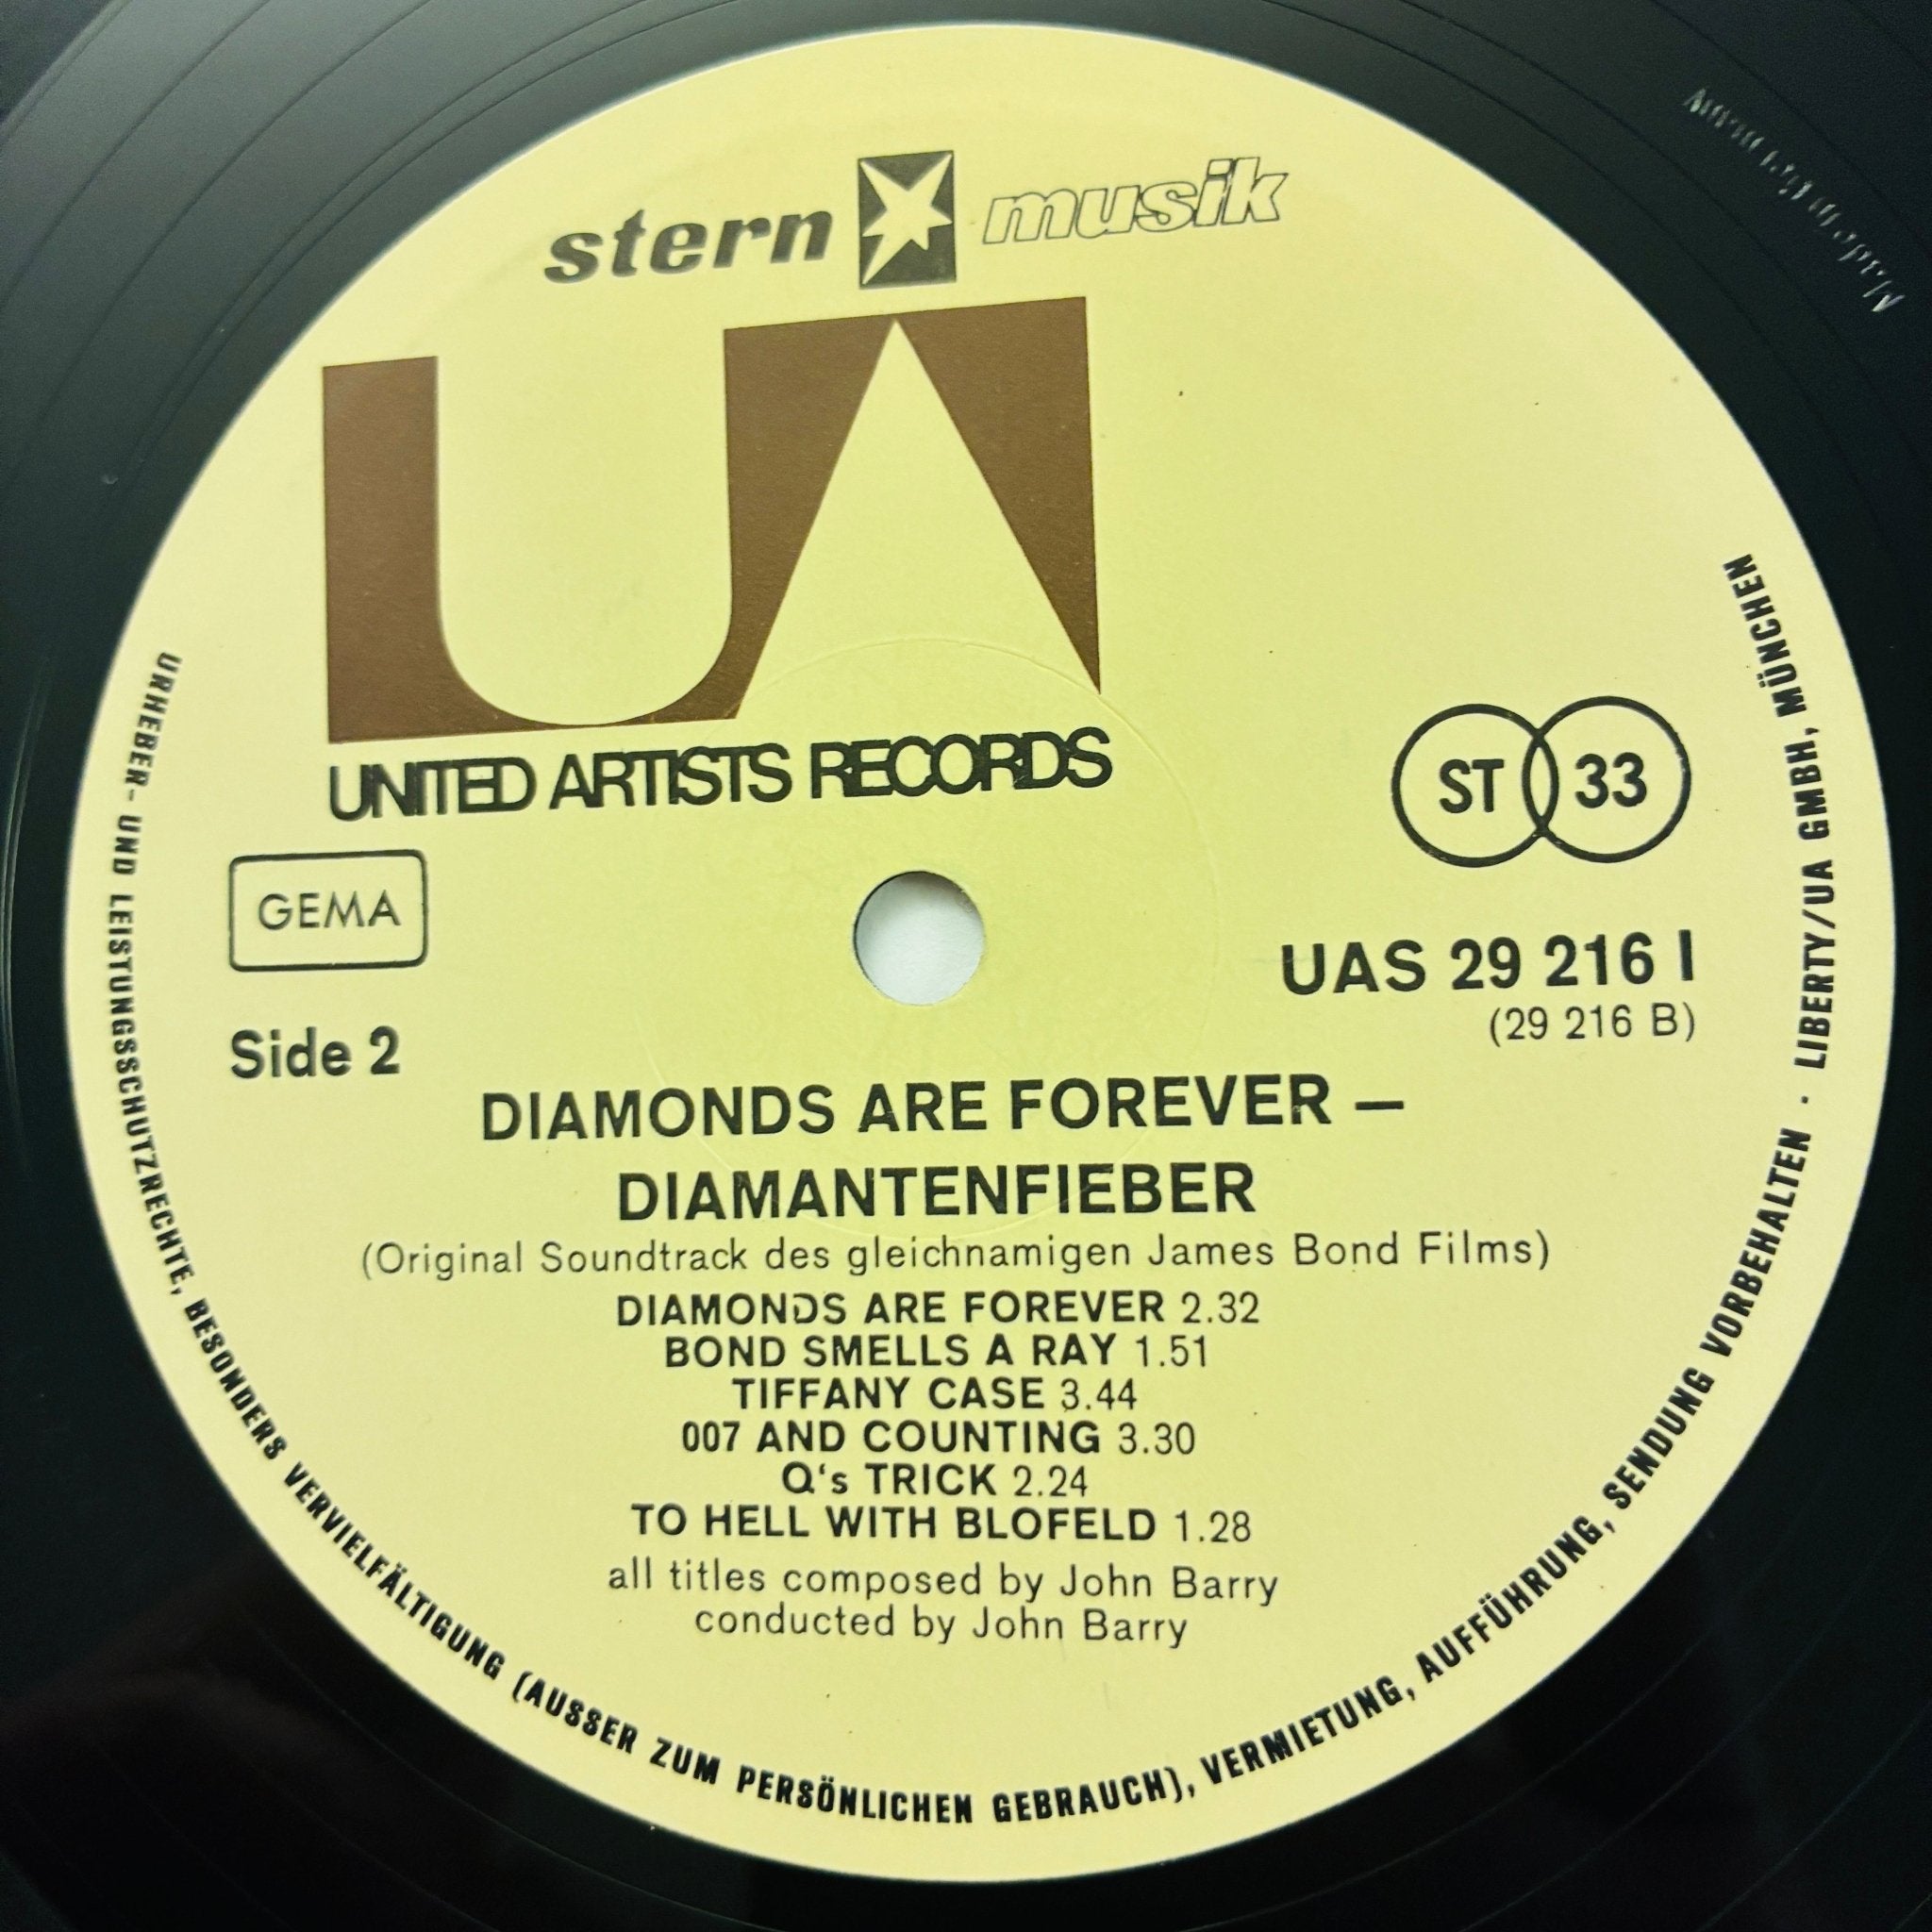 stern musik
UA
UNITED ARTISTS RECORDS
ST 33
GEMA
UAS 29 216 I
(29 216 B)
Side 2
DIAMONDS ARE FOREVER –
DIAMANTENFIEBER
(Original Soundtrack des gleichnamigen James Bond Films)
DIAMONDS ARE FOREVER 2.32
BOND SMELLS A RAY 1.51
TIFFANY CASE 3.44
007 AND COUNTING 3.30
Q‘s TRICK 2.24
TO HELL WITH BLOFELD 1.28
all titles composed by John Barry
conducted by John Barry
URHEBER- UND LEISTUNGSSCHUTZRECHTE, BESONDERS VERVIELFÄLTIGUNG (AUSSER ZUM PERSÖNLICHEN GEBRAUCH), VERMIETUNG, AUFFÜHRUNG, SENDUNG VORBEHALTEN · LIBERTY/UA GMBH, MÜNCHEN
Made in Germany